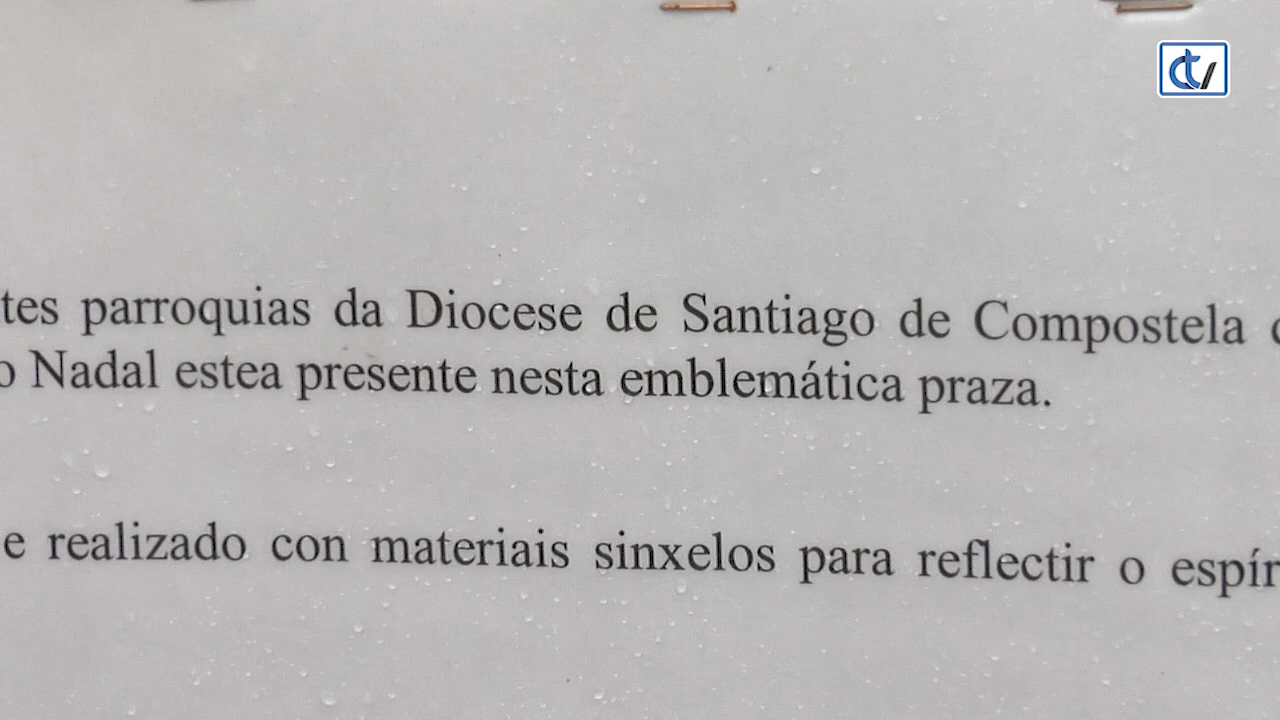 tes parroquias da Diocese de Santiago de Compostela
Nadal estea presente nesta emblemática praza.
e realizado con materiais sinxelos para reflectir o espír